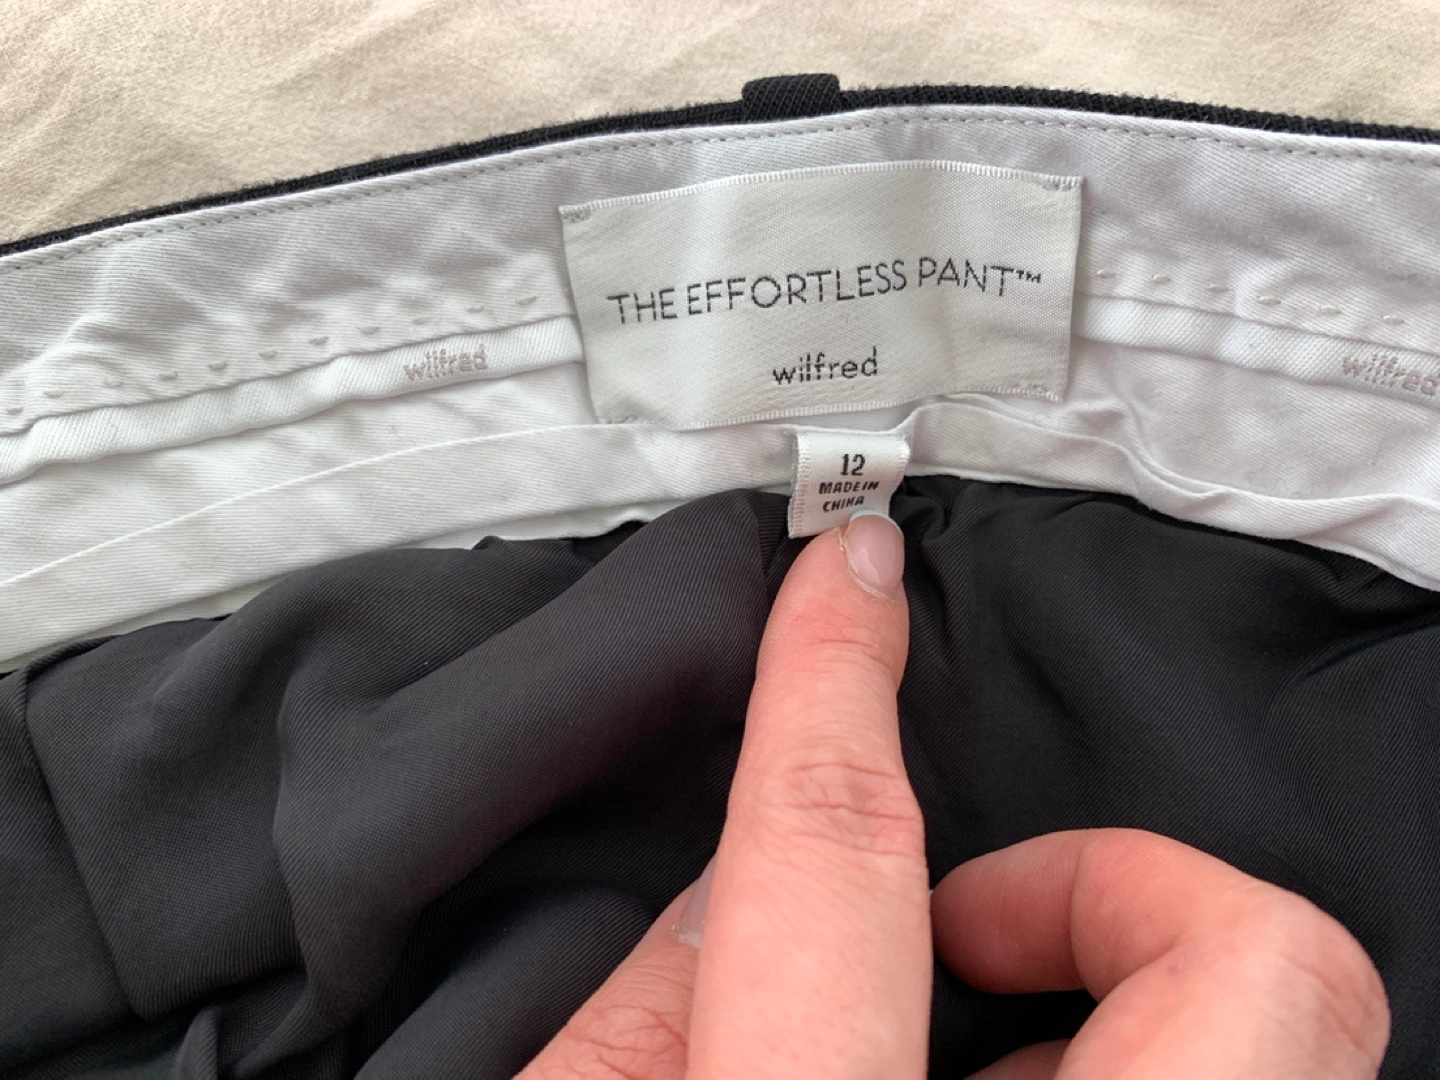 THE EFFORTLESS PANT™
wilfred
wilfred
wilfred
12
MADE IN
CHINA